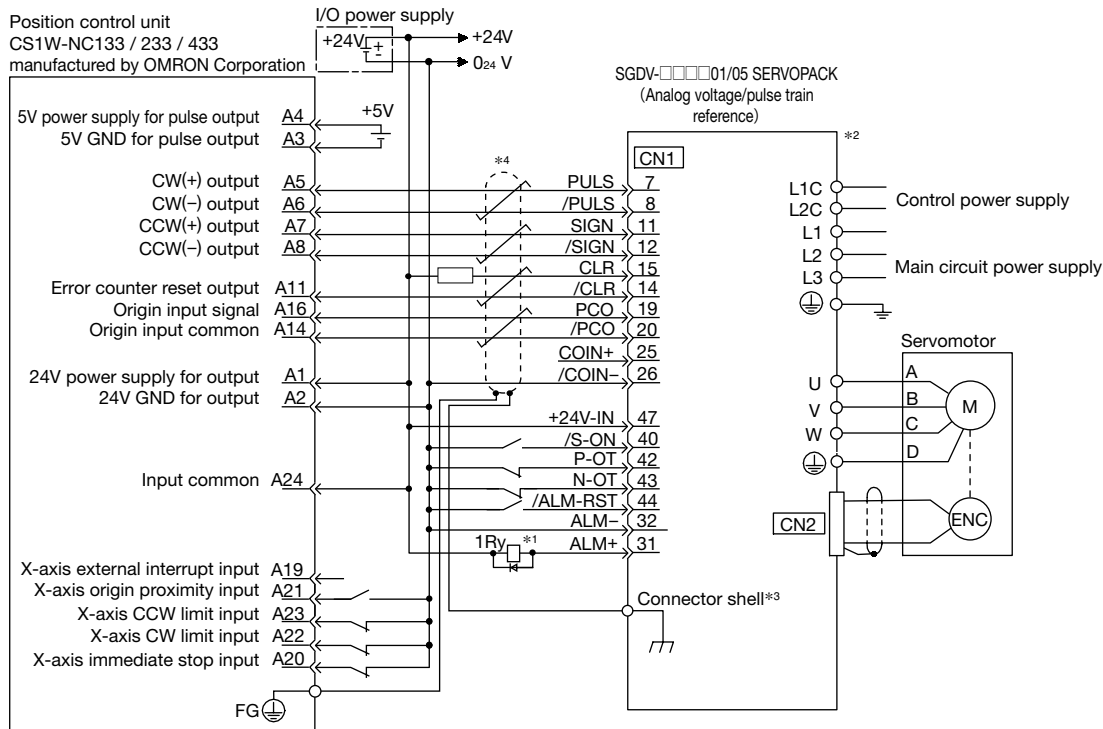 Position control unit
CS1W-NC133 / 233 / 433
manufactured by OMRON Corporation
I/O power supply
+24V
+
-
+24V
024 V
SGDV-□□□□01/05 SERVOPACK
(Analog voltage/pulse train
reference)
*2
5V power supply for pulse output A4
+5V
5V GND for pulse output A3
CN1
*4
CW(+) output A5 PULS 7
CW(−) output A6 /PULS 8
CCW(+) output A7 SIGN 11
CCW(−) output A8 /SIGN 12
CLR 15
Error counter reset output A11 /CLR 14
Origin input signal A16 PCO 19
Origin input common A14 /PCO 20
COIN+ 25
24V power supply for output A1 /COIN− 26
24V GND for output A2
+24V-IN 47
/S-ON 40
P-OT 42
Input common A24 N-OT 43
/ALM-RST 44
ALM− 32
1Ry *1 ALM+ 31
X-axis external interrupt input A19
X-axis origin proximity input A21
X-axis CCW limit input A23
X-axis CW limit input A22
X-axis immediate stop input A20
FG
Connector shell*3
L1C
L2C
Control power supply
L1
L2
L3
Main circuit power supply
Servomotor
U A
V B
W C
D
M
CN2
ENC